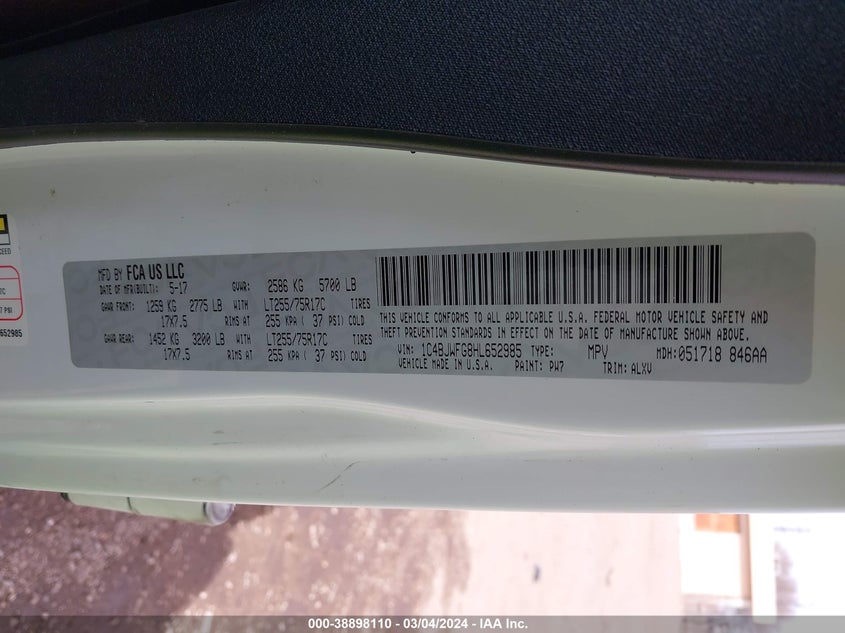 CEED
7C
7 PSI
652985
MFD BY FCA US LLC
DATE OF MFR(BUILT): 5-17 GVWR: 2586 KG 5700 LB
GAWR FRONT: 1259 KG 2775 LB WITH LT255/75R17C TIRES
17X7.5 RIMS AT 255 KPA ( 37 PSI) COLD
GAWR REAR: 1452 KG 3200 LB WITH LT255/75R17C TIRES
17X7.5 RIMS AT 255 KPA ( 37 PSI) COLD
THIS VEHICLE CONFORMS TO ALL APPLICABLE U.S.A. FEDERAL MOTOR VEHICLE SAFETY AND
THEFT PREVENTION STANDARDS IN EFFECT ON THE DATE OF MANUFACTURE SHOWN ABOVE.
VIN: 1C4BJWFG8HL652985 TYPE: MPV MDH:051718 846AA
VEHICLE MADE IN U.S.A. PAINT: PW7 TRIM: ALXV
000-38898110 - 03/04/2024 - IAA Inc.